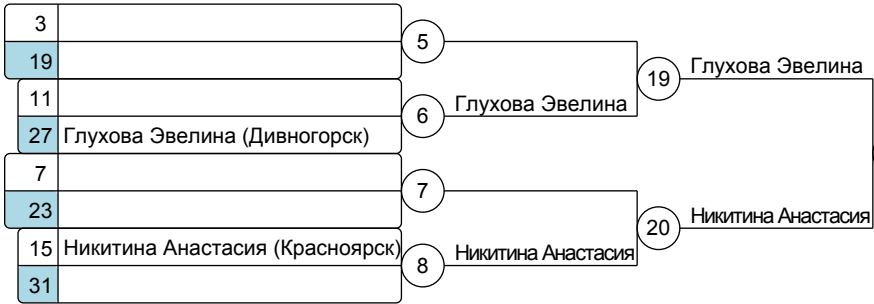 3
5
19
19 Глухова Эвелина
11
6 Глухова Эвелина
27 Глухова Эвелина (Дивногорск)
7
7
23
20 Никитина Анастасия
15 Никитина Анастасия (Красноярск)
8 Никитина Анастасия
31